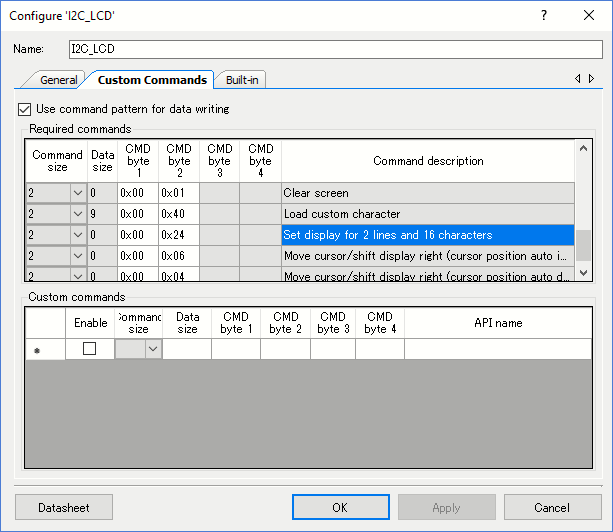 Configure 'I2C_LCD'
? ×
Name: I2C_LCD
General Custom Commands Built-in
Use command pattern for data writing
Required commands
Command size Data size CMD byte 1 CMD byte 2 CMD byte 3 CMD byte 4 Command description
2 0 0x00 0x01 Clear screen
2 9 0x00 0x40 Load custom character
2 0 0x00 0x24 Set display for 2 lines and 16 characters
2 0 0x00 0x06 Move cursor/shift display right (cursor position auto i...
2 0 0x00 0x04 Move cursor/shift display right (cursor position auto d...
Custom commands
Enable Command size Data size CMD byte 1 CMD byte 2 CMD byte 3 CMD byte 4 API name
*
Datasheet OK Apply Cancel